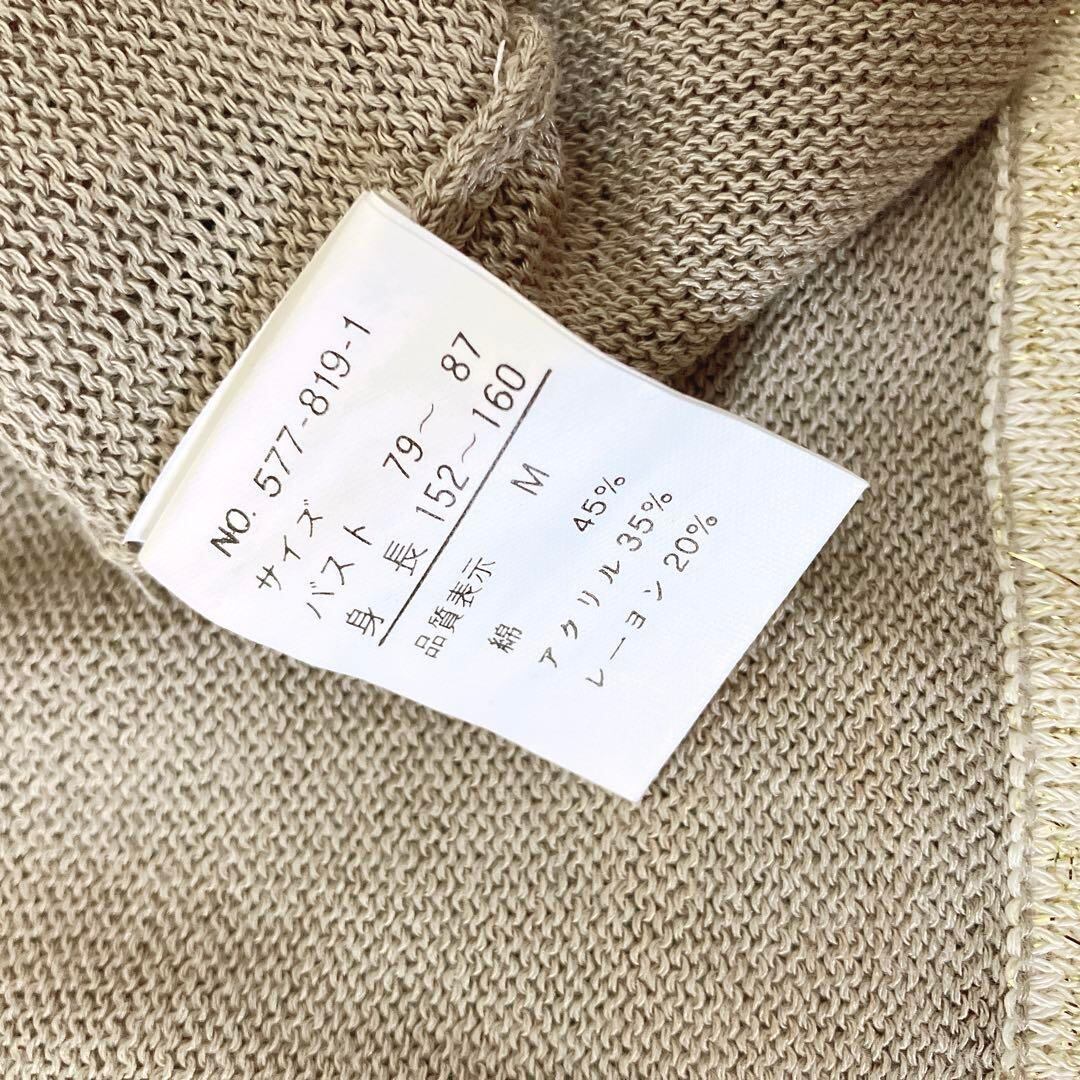 NO. 577-819-1
サイズ
バスト 79～ 87
身 長 152～160
M
品質表示
綿 45%
アクリル 35%
レーヨン 20%